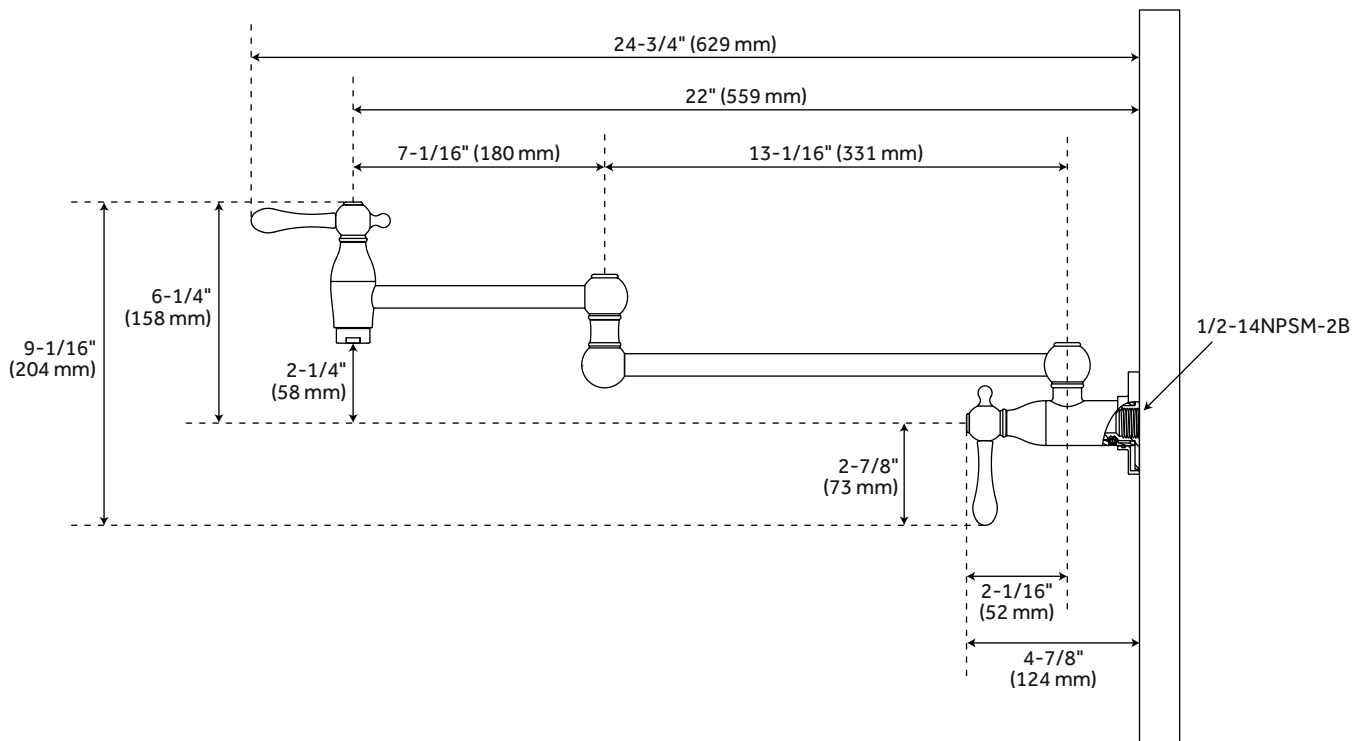 24-3/4" (629 mm)
22" (559 mm)
7-1/16" (180 mm)
13-1/16" (331 mm)
6-1/4"
(158 mm)
1/2-14NPSM-2B
9-1/16"
(204 mm)
2-1/4"
(58 mm)
2-7/8"
(73 mm)
2-1/16"
(52 mm)
4-7/8"
(124 mm)